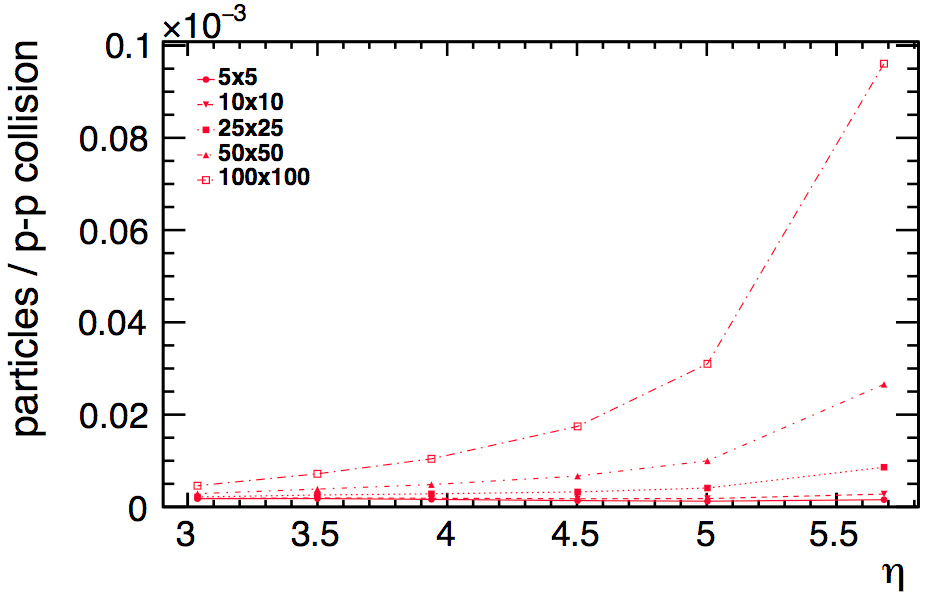 ×10⁻³
0.1
0.08
0.06
0.04
0.02
0
particles / p-p collision
5x5
10x10
25x25
50x50
100x100
3 3.5 4 4.5 5 5.5
η